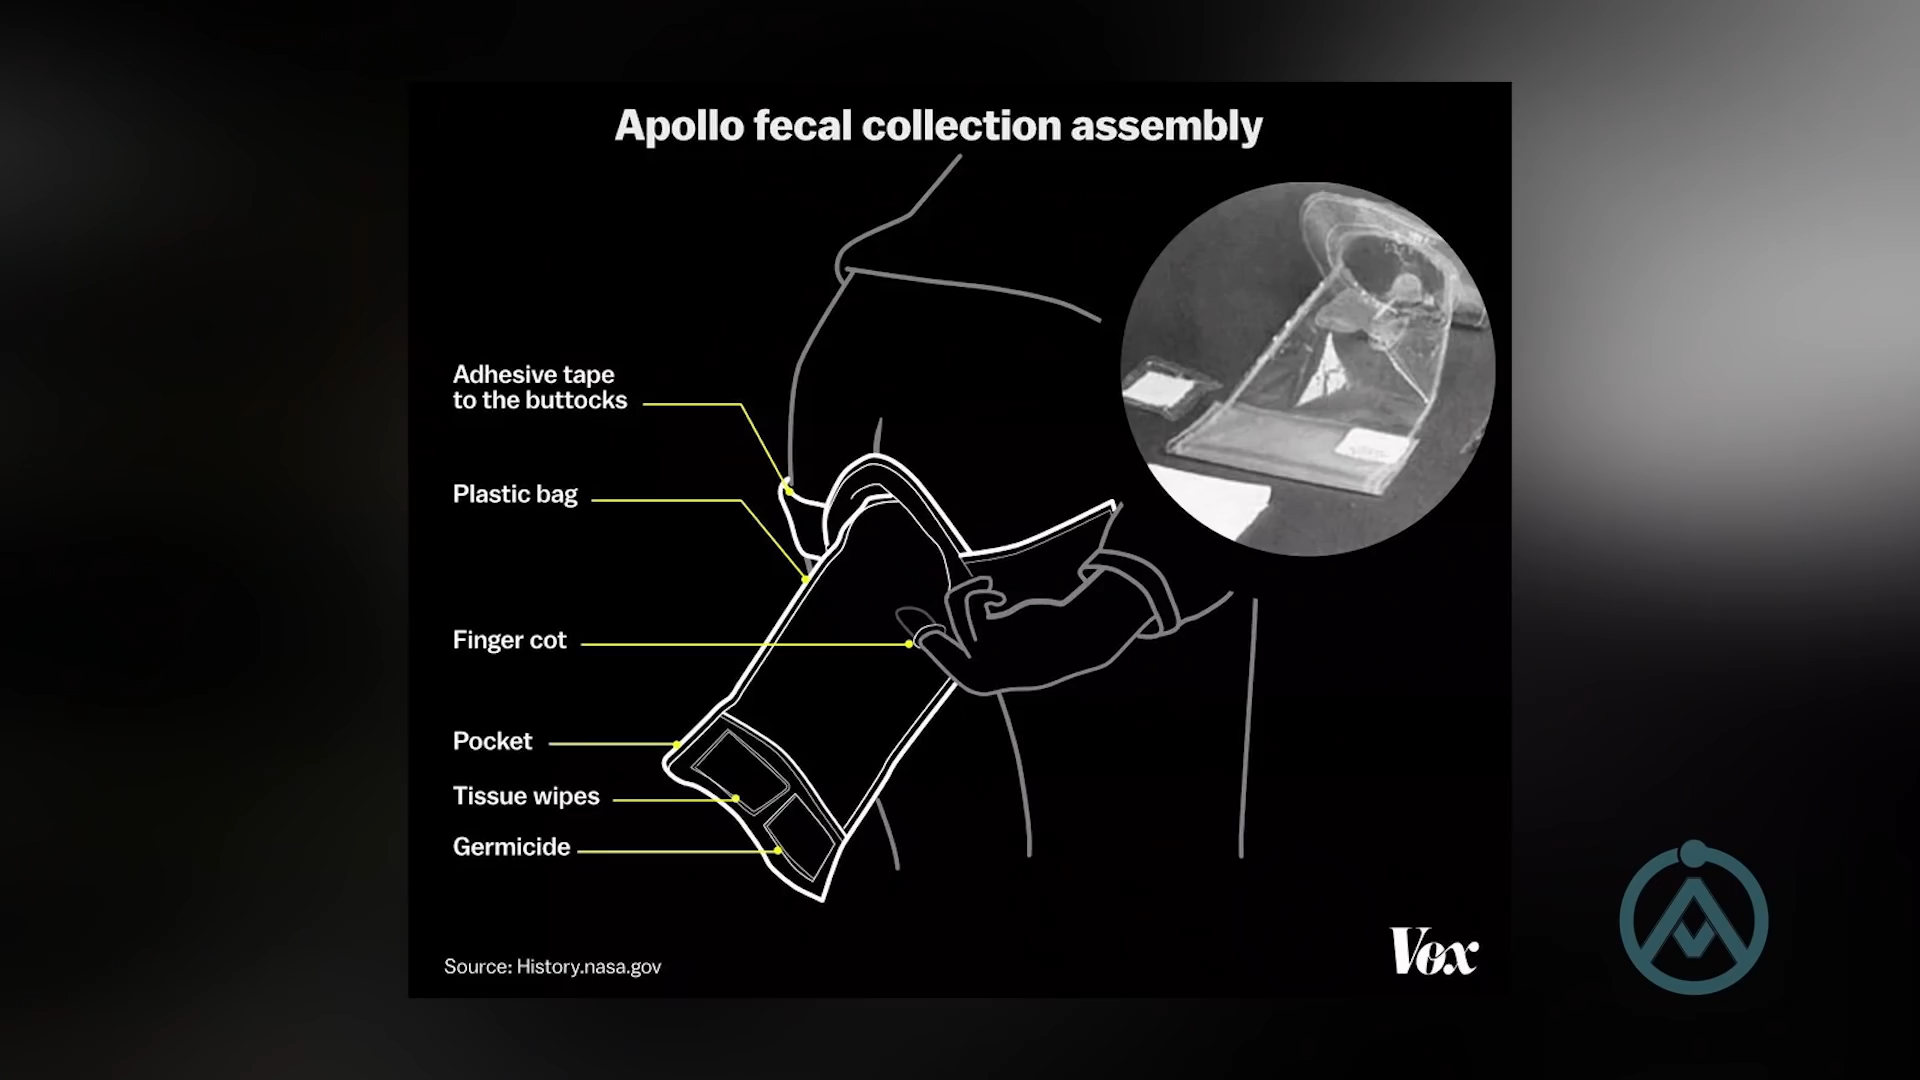 Apollo fecal collection assembly
Adhesive tape
to the buttocks
Plastic bag
Finger cot
Pocket
Tissue wipes
Germicide
Source: History.nasa.gov
Vox